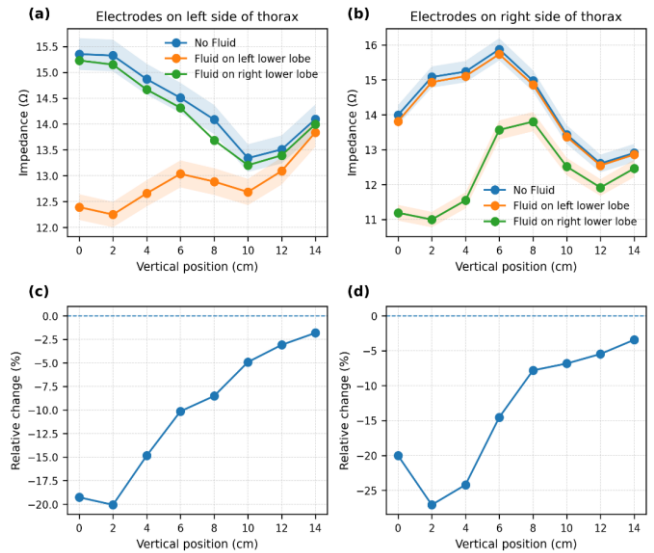 (a) Electrodes on left side of thorax
15.5
15.0
14.5
14.0
13.5
13.0
12.5
12.0
Impedance (Ω)
No Fluid
Fluid on left lower lobe
Fluid on right lower lobe
0 2 4 6 8 10 12 14
Vertical position (cm)
(b) Electrodes on right side of thorax
16
15
14
13
12
11
Impedance (Ω)
No Fluid
Fluid on left lower lobe
Fluid on right lower lobe
0 2 4 6 8 10 12 14
Vertical position (cm)
(c)
0.0
−2.5
−5.0
−7.5
−10.0
−12.5
−15.0
−17.5
−20.0
Relative change (%)
0 2 4 6 8 10 12 14
Vertical position (cm)
(d)
0
−5
−10
−15
−20
−25
Relative change (%)
0 2 4 6 8 10 12 14
Vertical position (cm)